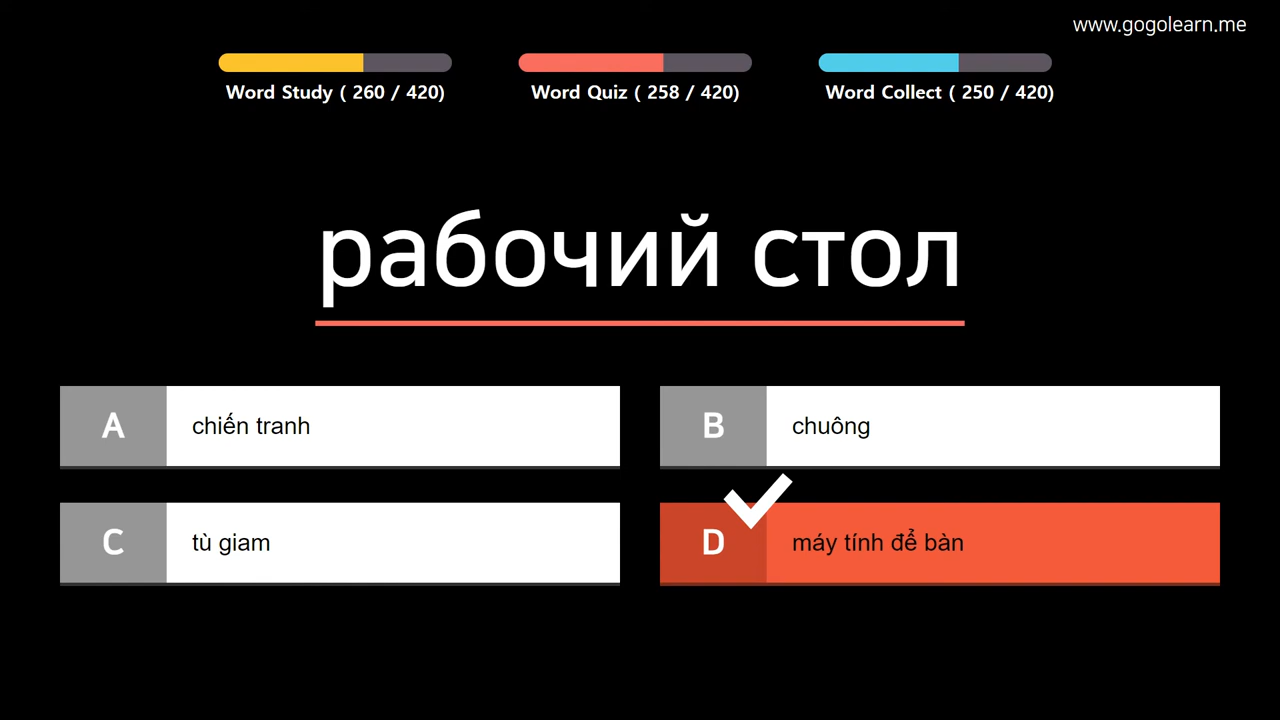 www.gogolearn.me
Word Study ( 260 / 420)
Word Quiz ( 258 / 420)
Word Collect ( 250 / 420)
рабочий стол
A chiến tranh
B chuông
C tù giam
D máy tính để bàn